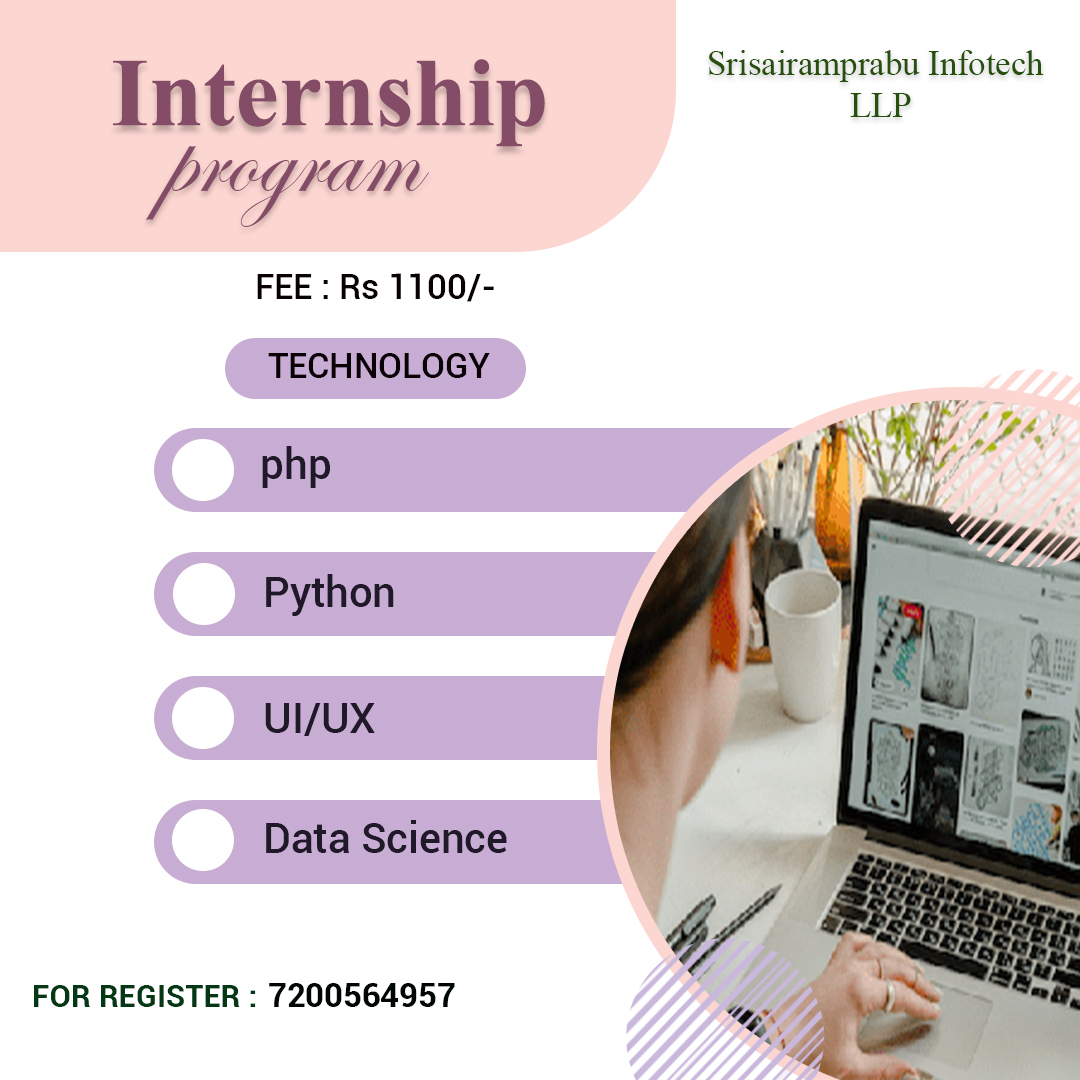 Internship
program
Srisairamprabu Infotech
LLP
FEE : Rs 1100/-
TECHNOLOGY
php
Python
UI/UX
Data Science
FOR REGISTER : 7200564957